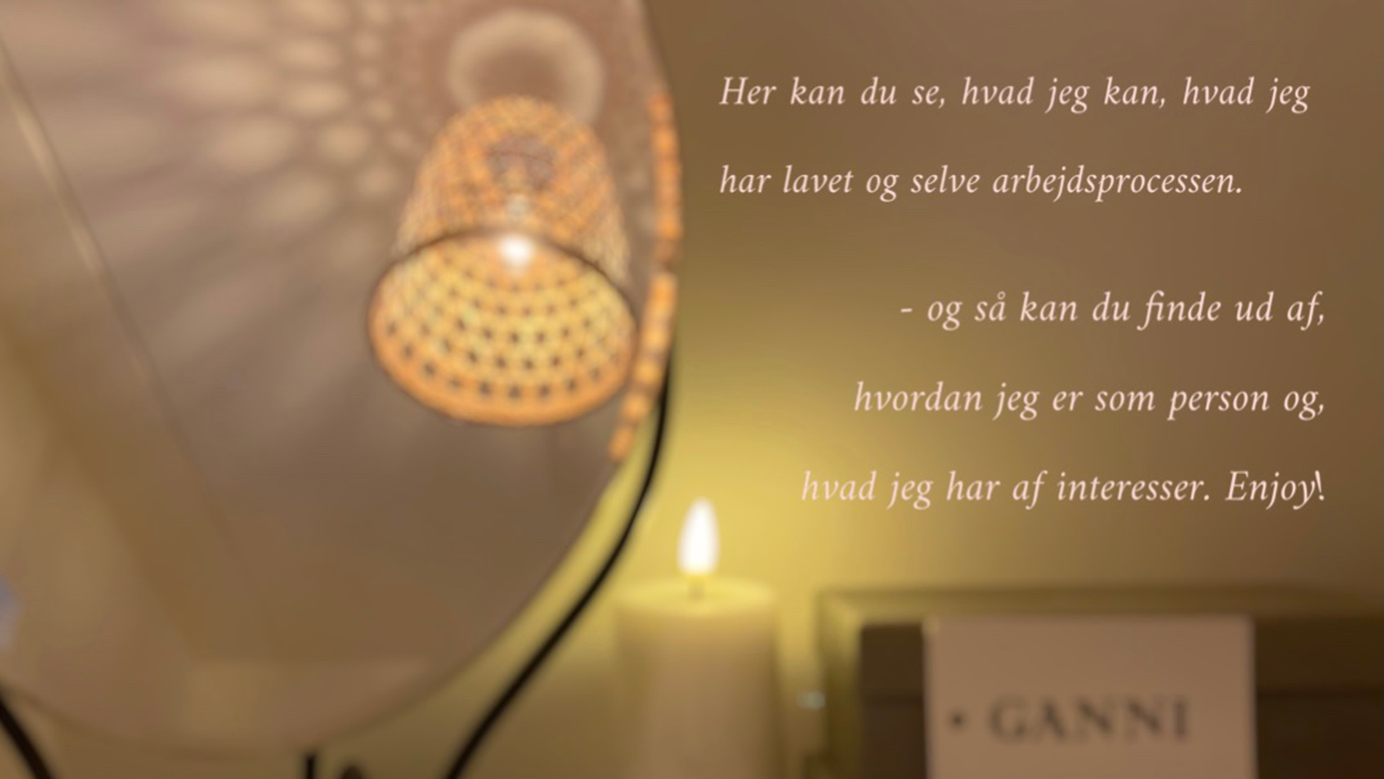 Her kan du se, hvad jeg kan, hvad jeg
har lavet og selve arbejdsprocessen.
- og så kan du finde ud af,
hvordan jeg er som person og,
hvad jeg har af interesser. Enjoy!
• GANNI